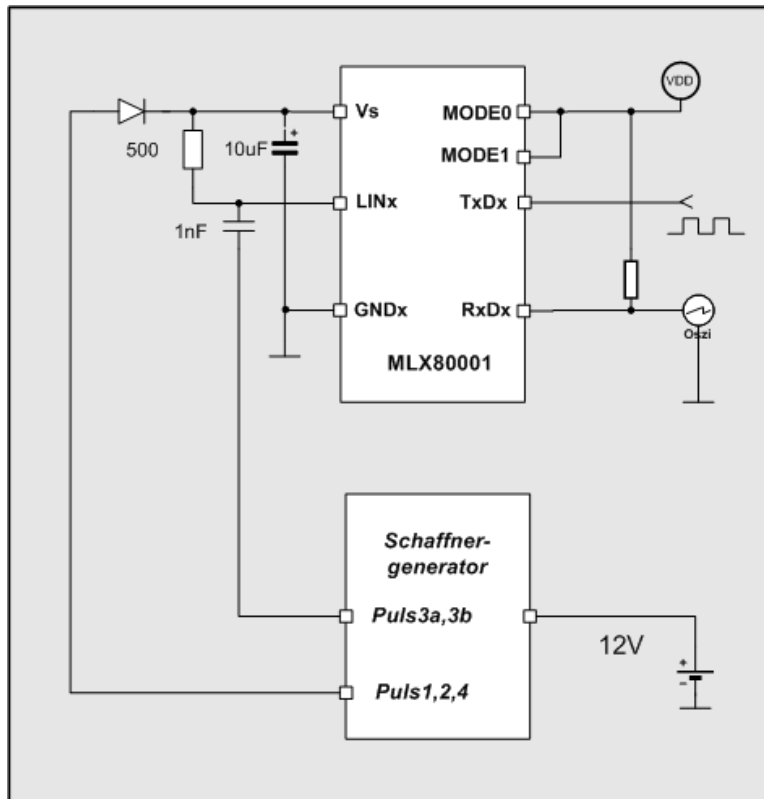 VDD
Vs
MODE0
500
10uF
+
MODE1
LINx
TxDx
1nF
GNDx
RxDx
Oszi
MLX80001
Schaffner-
generator
Puls3a,3b
12V
+
-
Puls1,2,4